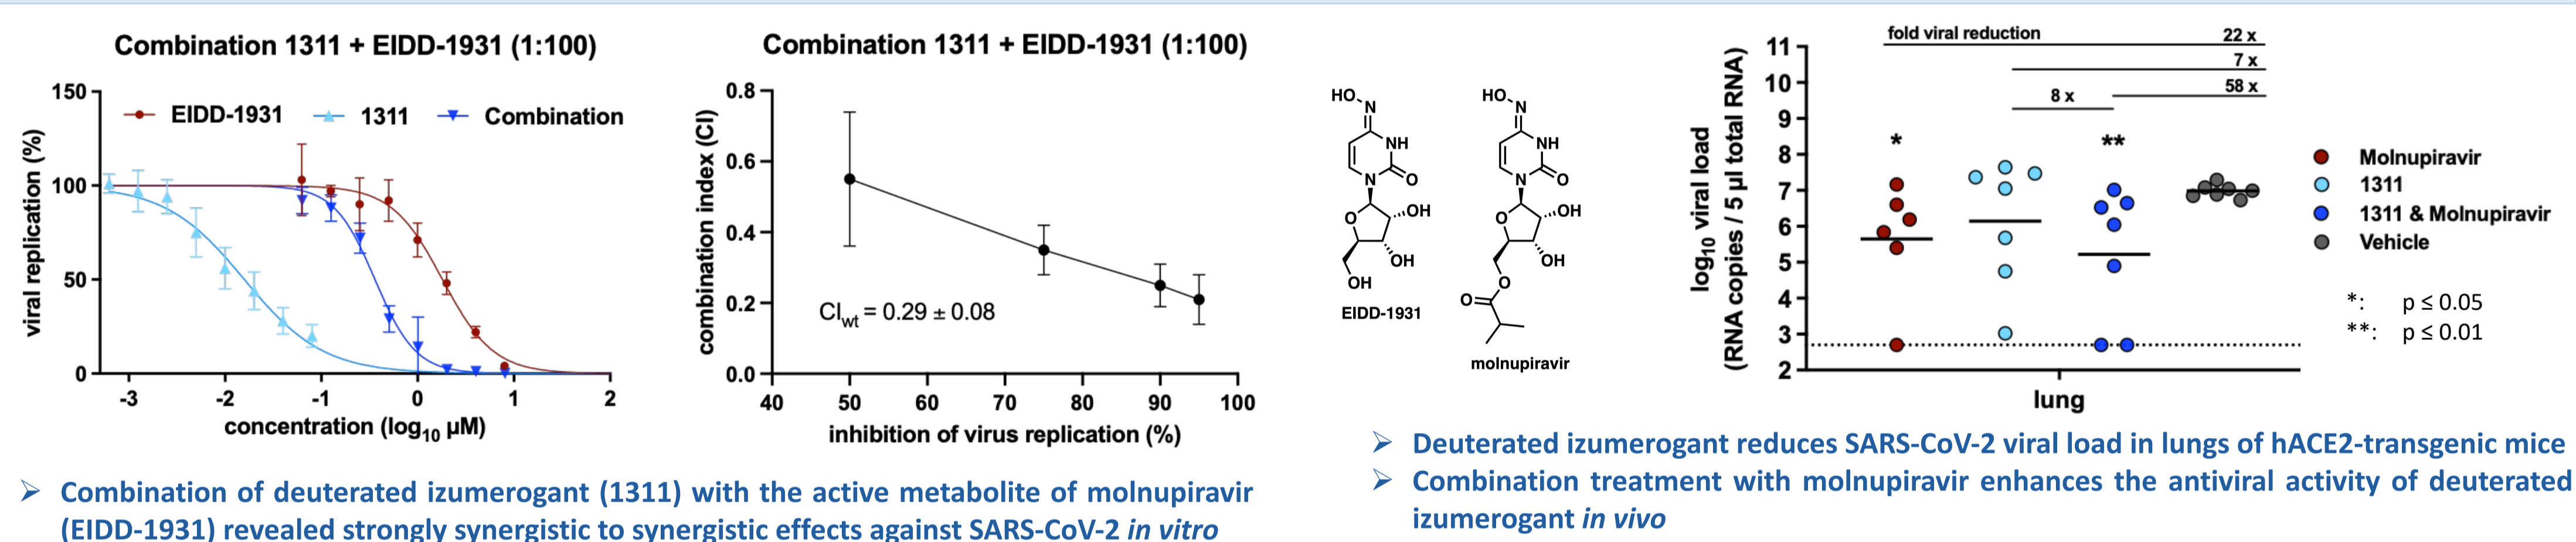 Combination 1311 + EIDD-1931 (1:100)
150
100
50
0
viral replication (%)
EIDD-1931
1311
Combination
-3 -2 -1 0 1 2
concentration (log10 µM)
Combination 1311 + EIDD-1931 (1:100)
0.8
0.6
0.4
0.2
0.0
combination index (CI)
CIwt = 0.29 ± 0.08
40 50 60 70 80 90 100
inhibition of virus replication (%)
➢ Combination of deuterated izumerogant (1311) with the active metabolite of molnupiravir
(EIDD-1931) revealed strongly synergistic to synergistic effects against SARS-CoV-2 in vitro
HO
N
NH
N
O
O
OH
OH
OH
EIDD-1931
HO
N
NH
N
O
O
OH
OH
O
O
molnupiravir
log10 viral load
(RNA copies / 5 µl total RNA)
11
10
9
8
7
6
5
4
3
2
fold viral reduction 22 x
7 x
58 x
8 x
*
**
lung
Molnupiravir
1311
1311 & Molnupiravir
Vehicle
*: p ≤ 0.05
**: p ≤ 0.01
➢ Deuterated izumerogant reduces SARS-CoV-2 viral load in lungs of hACE2-transgenic mice
➢ Combination treatment with molnupiravir enhances the antiviral activity of deuterated
izumerogant in vivo